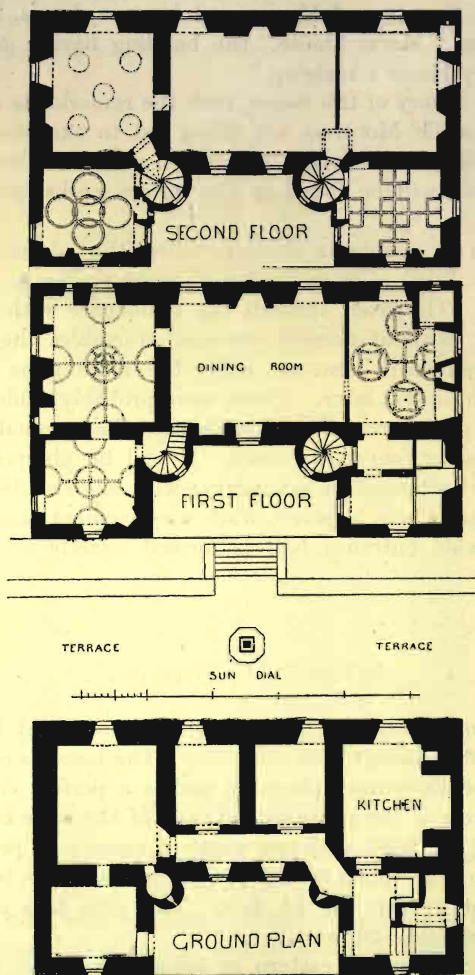 SECOND FLOOR
DINING ROOM
FIRST FLOOR
TERRACE
TERRACE
SUN DIAL
KITCHEN
GROUND PLAN